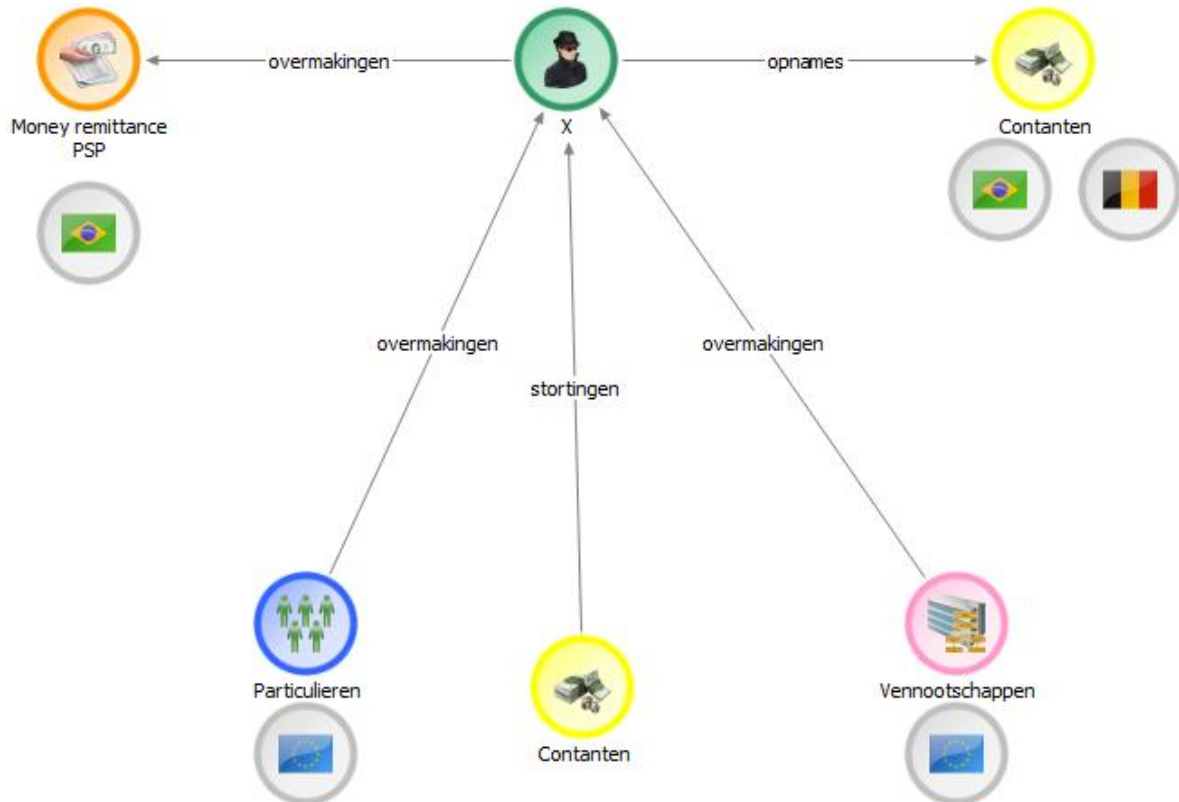 overmakingen
opnames
Money remittance
PSP
X
Contanten
overmakingen
overmakingen
stortingen
Particulieren
Vennootschappen
Contanten